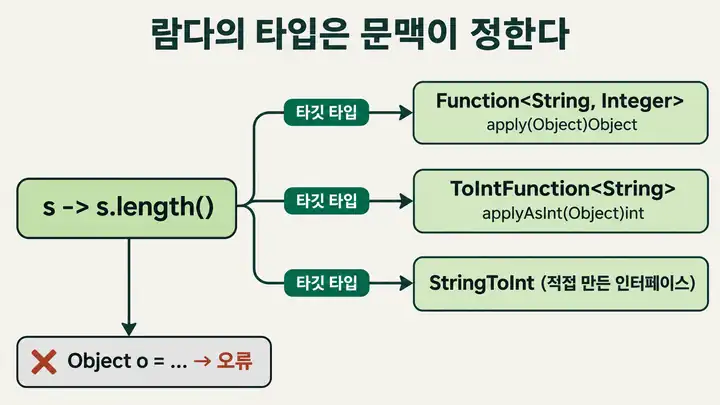 람다의 타입은 문맥이 정한다
s -> s.length()
타깃 타입
Function<String, Integer>
apply(Object)Object
타깃 타입
ToIntFunction<String>
applyAsInt(Object)int
타깃 타입
StringToInt (직접 만든 인터페이스)
❌ Object o = ... → 오류